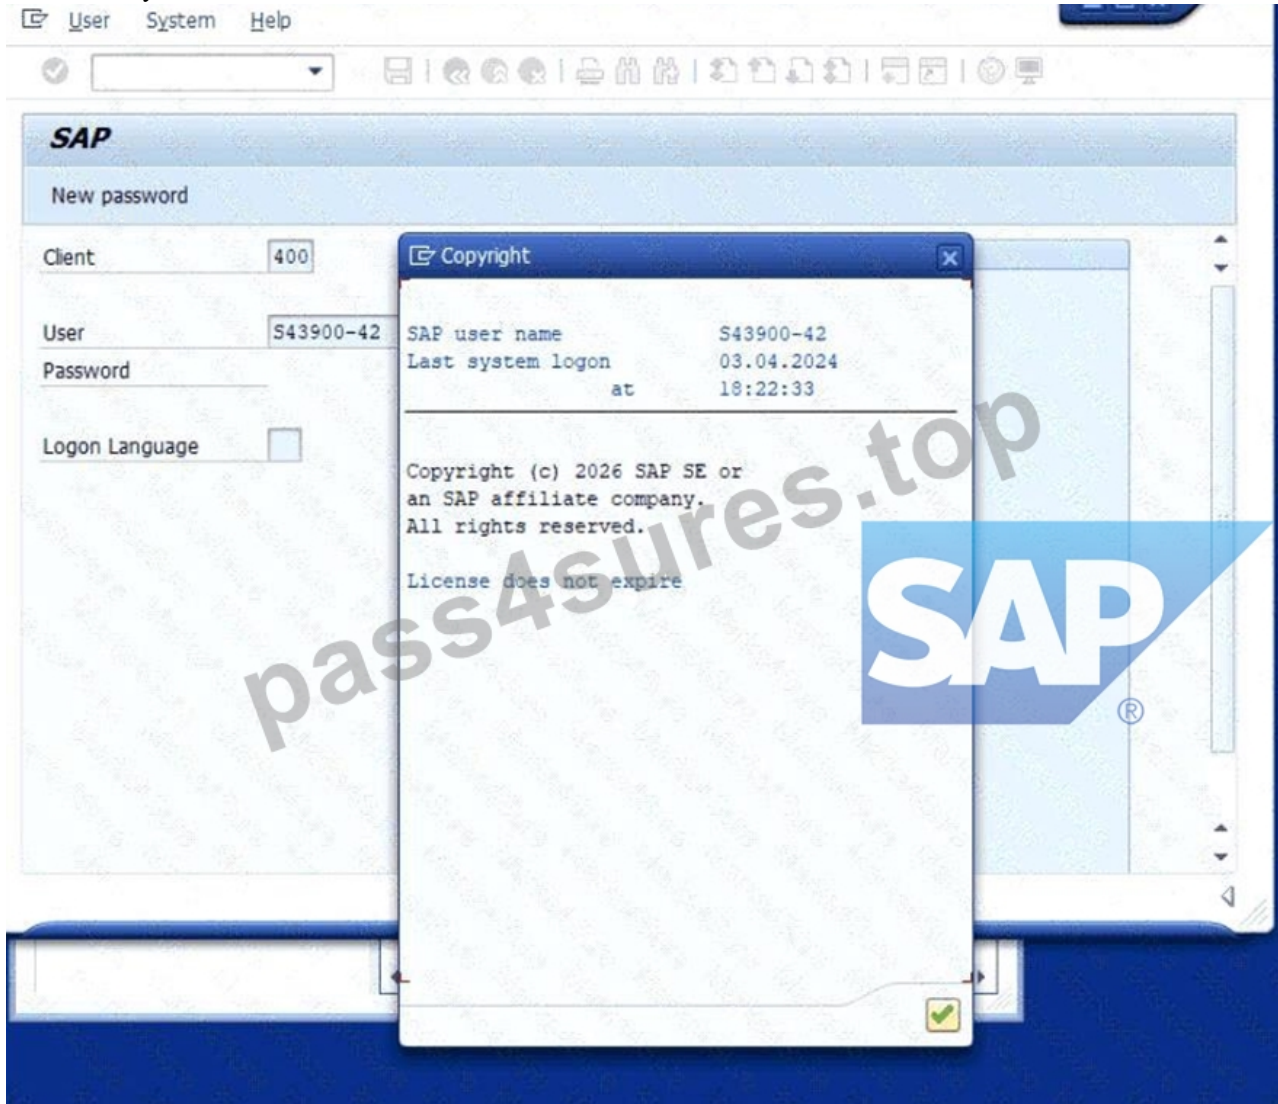 User System Help
SAP
New password
Client 400
User S43900-42
Password
Logon Language
Copyright
SAP user name S43900-42
Last system logon 03.04.2024
at 18:22:33
Copyright (c) 2026 SAP SE or
an SAP affiliate company.
All rights reserved.
License does not expire
pass4sures.top
SAP
®